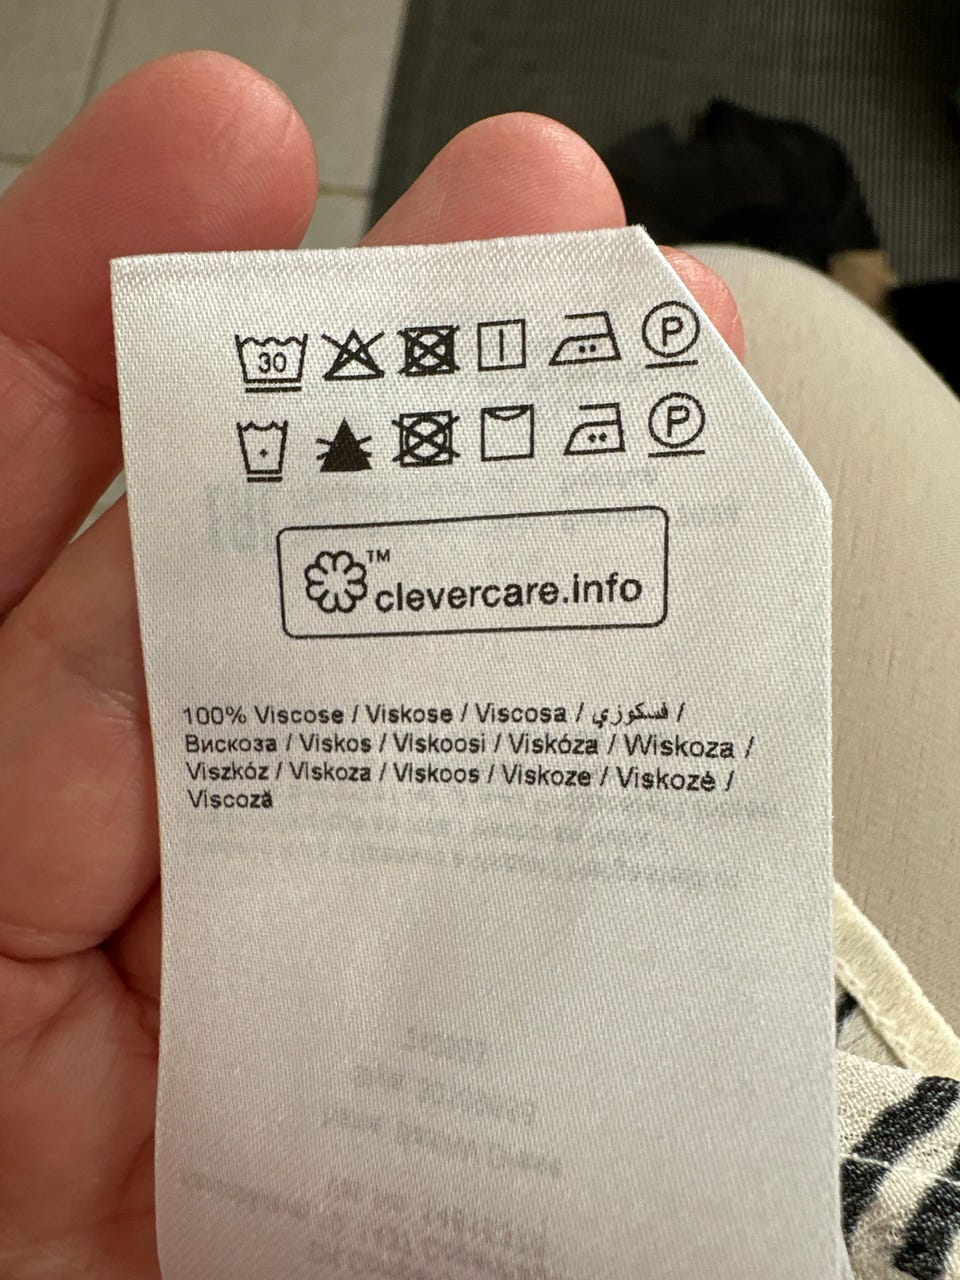 30 P
P
™
clevercare.info
100% Viscose / Viskose / Viscosa / فسكوزي /
Вискоза / Viskos / Viskoosi / Viskóza / Wiskoza /
Viszkóz / Viskoza / Viskoos / Viskoze / Viskozė /
Viscoză